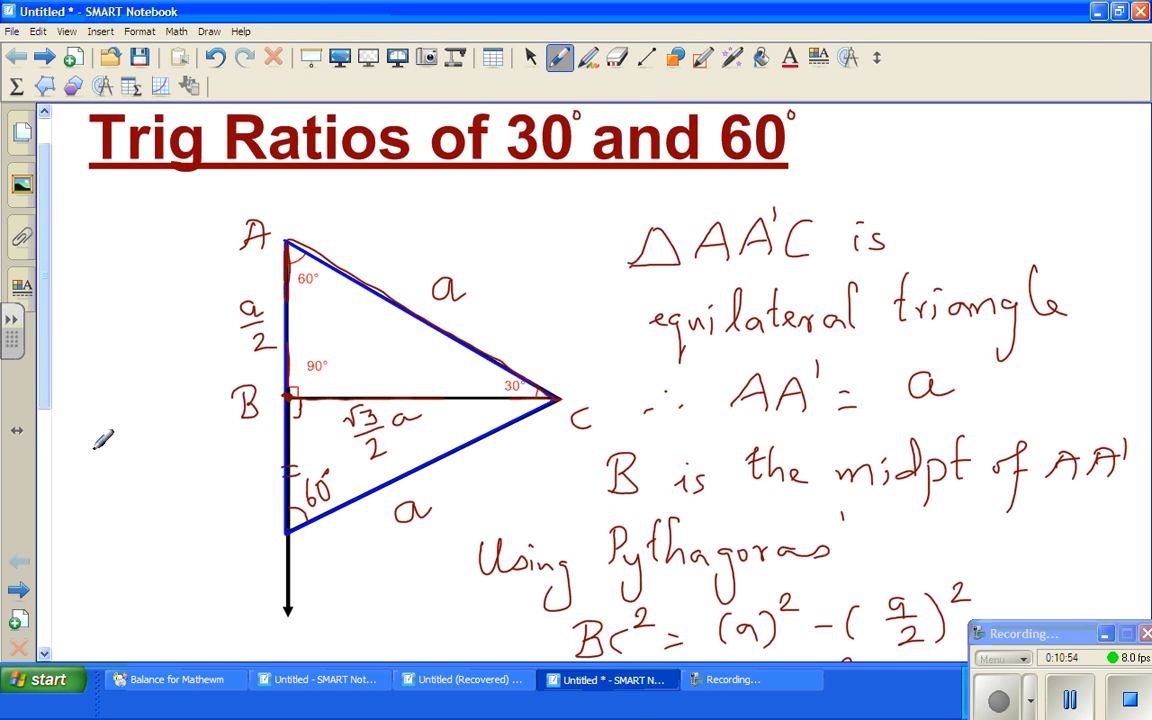 Untitled * - SMART Notebook
File Edit View Insert Format Math Draw Help
Trig Ratios of 30° and 60°
A
60°
a
a/2
90°
30°
B
C
√3/2 a
60°
a
△AA'C is
equilateral triangle
∴ AA' = a
B is the midpt of AA'
Using Pythagoras'
BC² = (a)² - (a/2)²
Recording...
Menu
0:10:54
8.0 fps
start
Balance for Mathewm
Untitled - SMART Not...
Untitled (Recovered) ...
Untitled * - SMART N...
Recording...